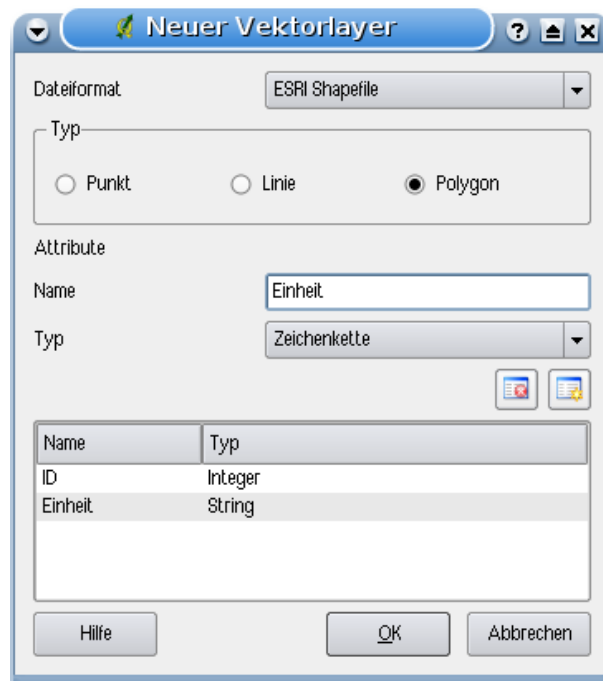 Neuer Vektorlayer
Dateiformat ESRI Shapefile
Typ
Punkt Linie Polygon
Attribute
Name Einheit
Typ Zeichenkette
Name Typ
ID Integer
Einheit String
Hilfe OK Abbrechen